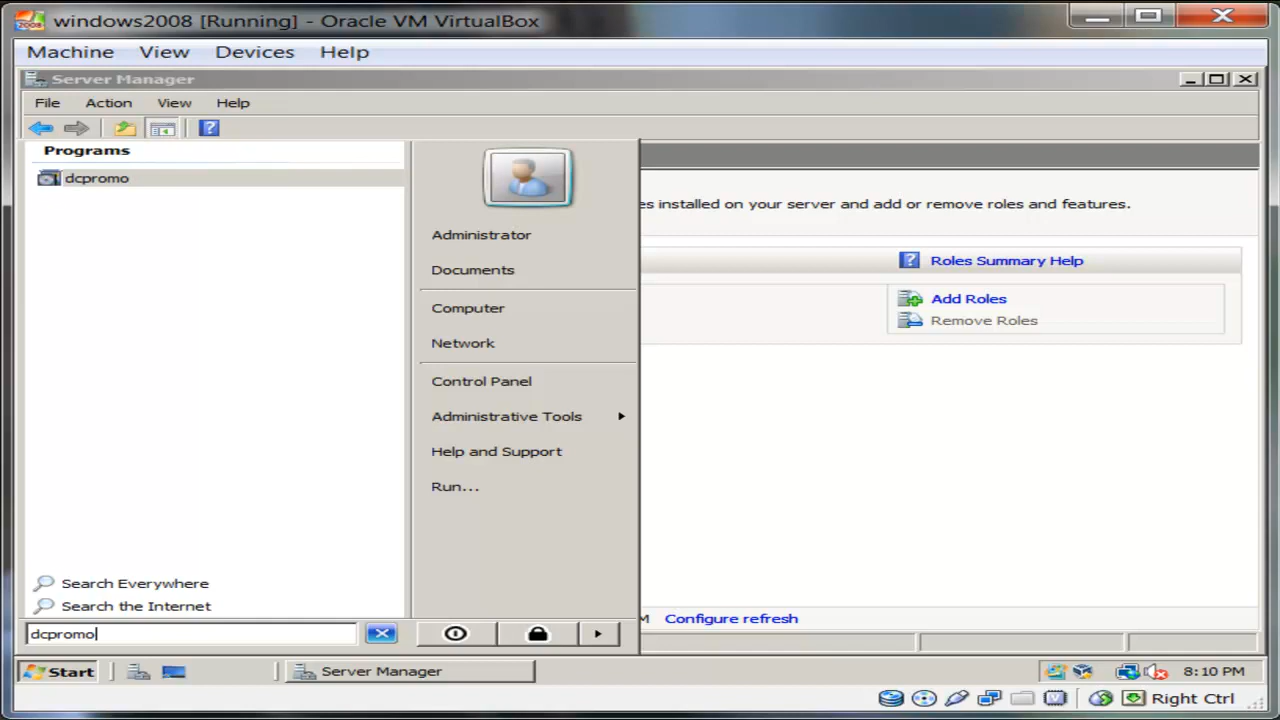 windows2008 [Running] - Oracle VM VirtualBox
Machine View Devices Help
Server Manager
File Action View Help
Programs
dcpromo
Administrator
Documents
Computer
Network
Control Panel
Administrative Tools
Help and Support
Run...
es installed on your server and add or remove roles and features.
Roles Summary Help
Add Roles
Remove Roles
Search Everywhere
Search the Internet
M Configure refresh
dcpromo
Start Server Manager 8:10 PM
Right Ctrl